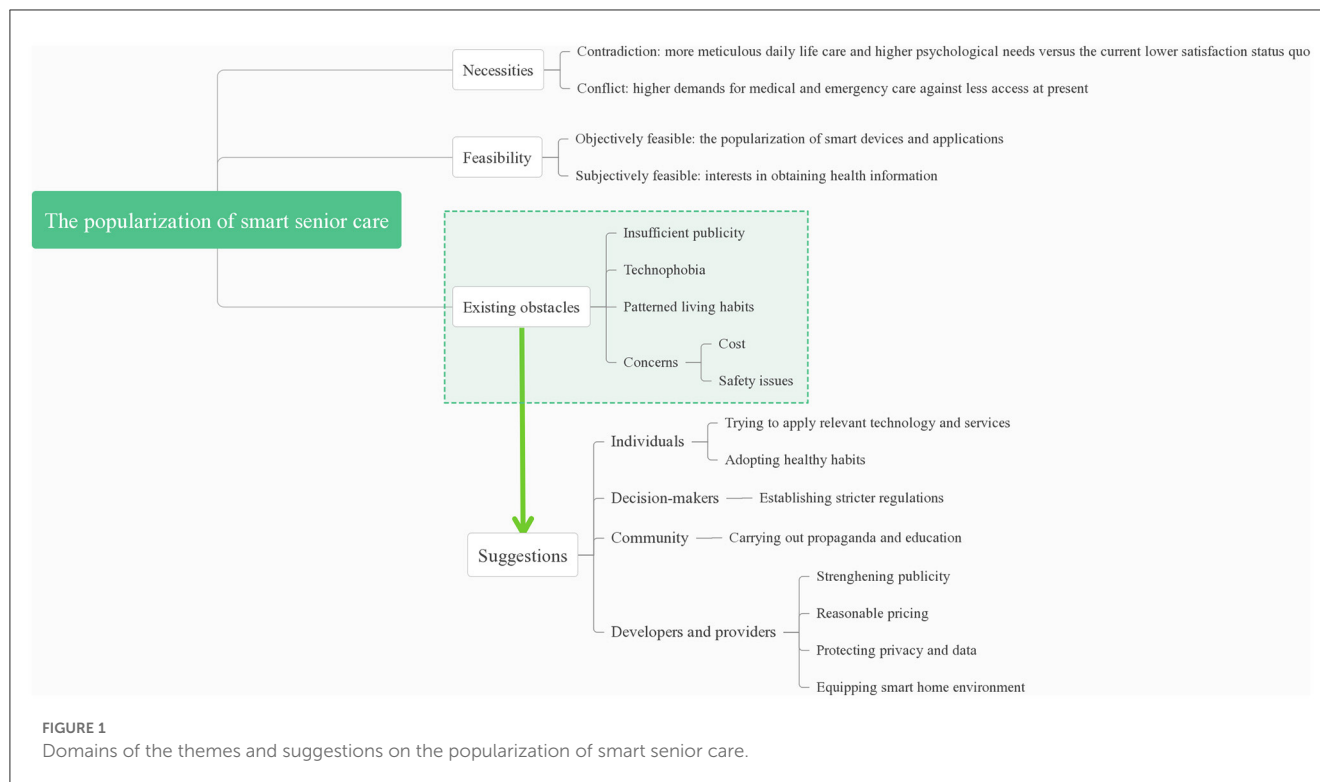 Necessities
Contradiction: more meticulous daily life care and higher psychological needs versus the current lower satisfaction status quo
Conflict: higher demands for medical and emergency care against less access at present
Feasibility
Objectively feasible: the popularization of smart devices and applications
Subjectively feasible: interests in obtaining health information
The popularization of smart senior care
Existing obstacles
Insufficient publicity
Technophobia
Patterned living habits
Concerns
Cost
Safety issues
Suggestions
Individuals
Trying to apply relevant technology and services
Adopting healthy habits
Decision-makers
Establishing stricter regulations
Community
Carrying out propaganda and education
Developers and providers
Strengthening publicity
Reasonable pricing
Protecting privacy and data
Equipping smart home environment
FIGURE 1
Domains of the themes and suggestions on the popularization of smart senior care.